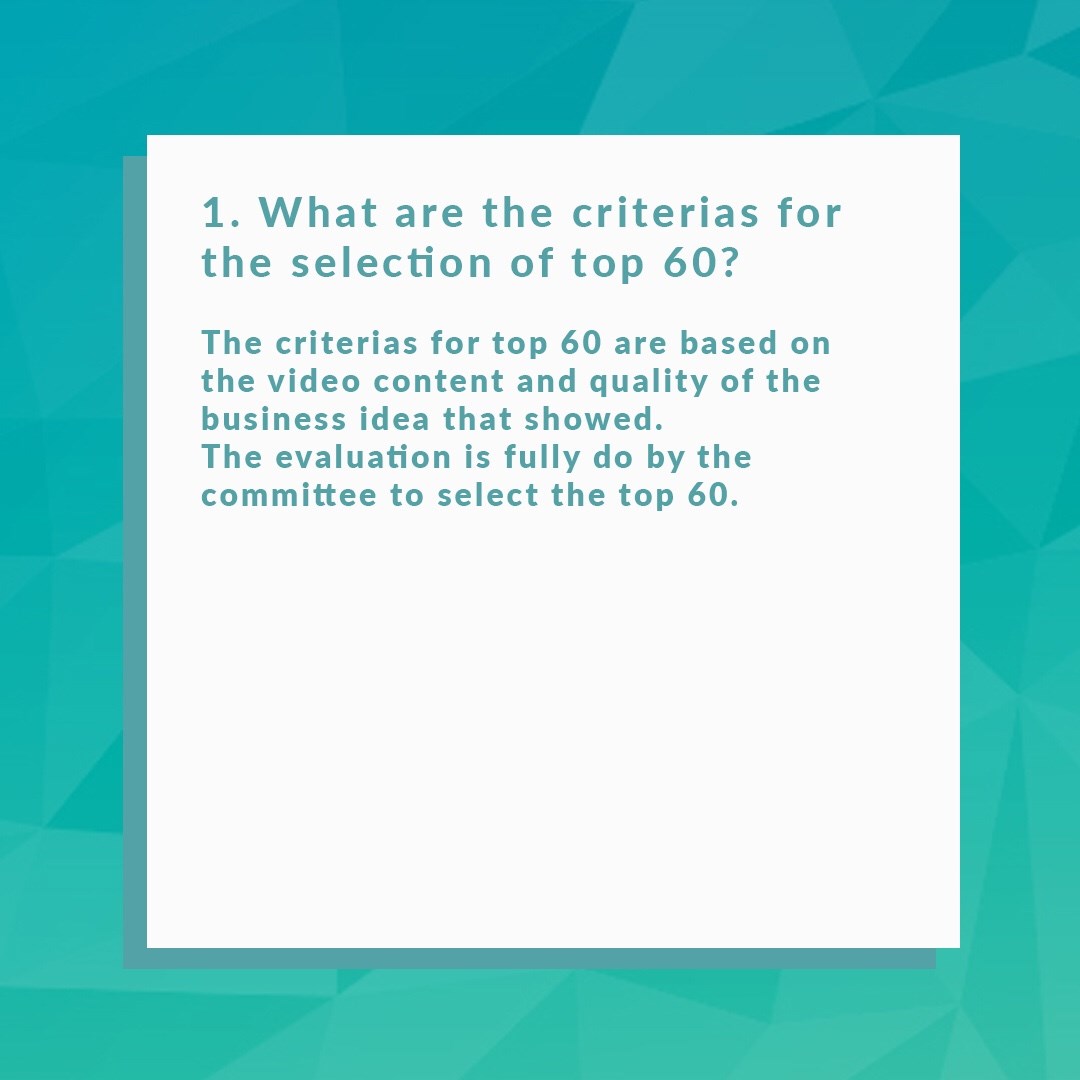 1. What are the criterias for
the selection of top 60?
The criterias for top 60 are based on
the video content and quality of the
business idea that showed.
The evaluation is fully do by the
committee to select the top 60.